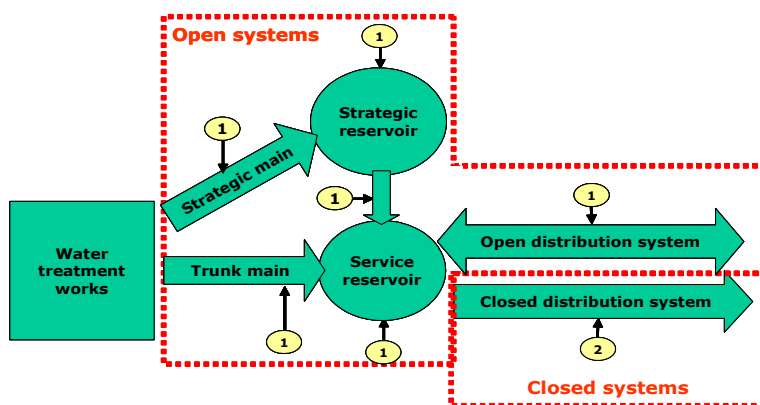 Open systems
1
Strategic
reservoir
1
Strategic main
1
1
Water
treatment
works
Trunk main
Service
reservoir
Open distribution system
Closed distribution system
1
1
2
Closed systems